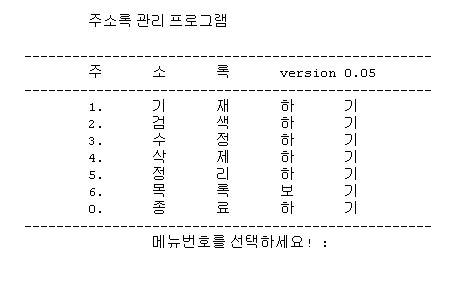 주소록 관리 프로그램
--------------------------------------------------
주 소 록 version 0.05
--------------------------------------------------
1. 기 재 하 기
2. 검 색 하 기
3. 수 정 하 기
4. 삭 제 하 기
5. 정 리 하 기
6. 목 록 보 기
0. 종 료 하 기
--------------------------------------------------
메뉴번호를 선택하세요! :